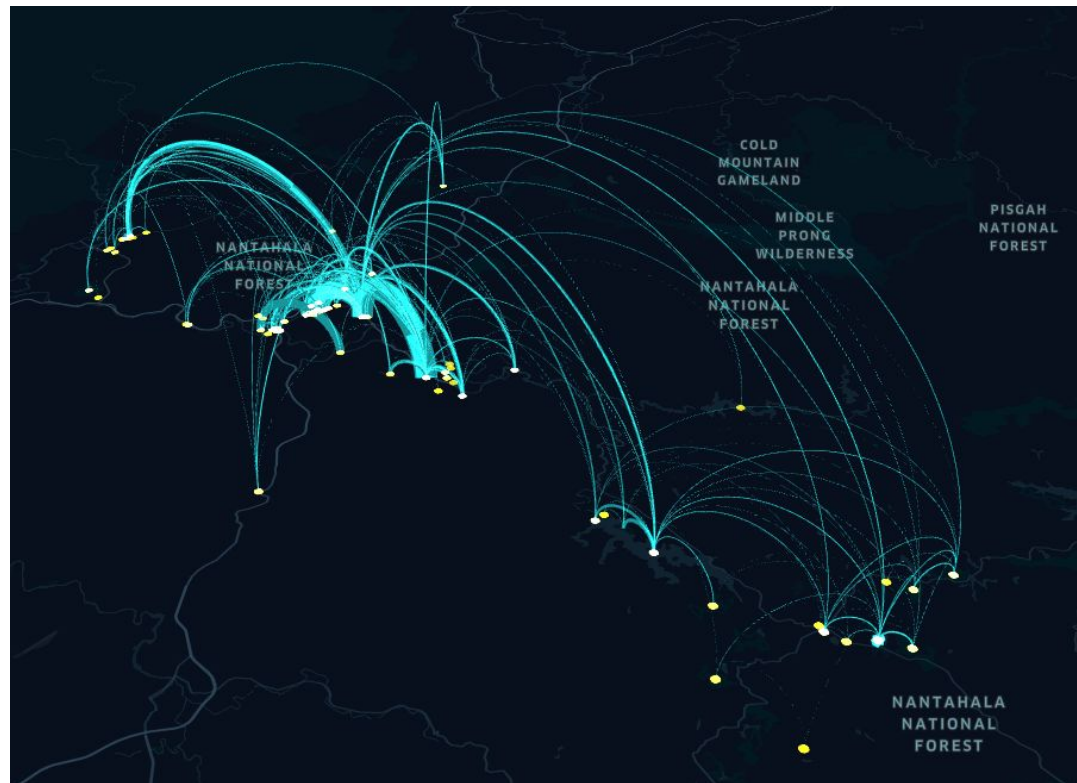 COLD
MOUNTAIN
GAMELAND
MIDDLE
PRONG
WILDERNESS
PISGAH
NATIONAL
FOREST
NANTAHALA
NATIONAL
FOREST
NANTAHALA
NATIONAL
FOREST
NANTAHALA
NATIONAL
FOREST